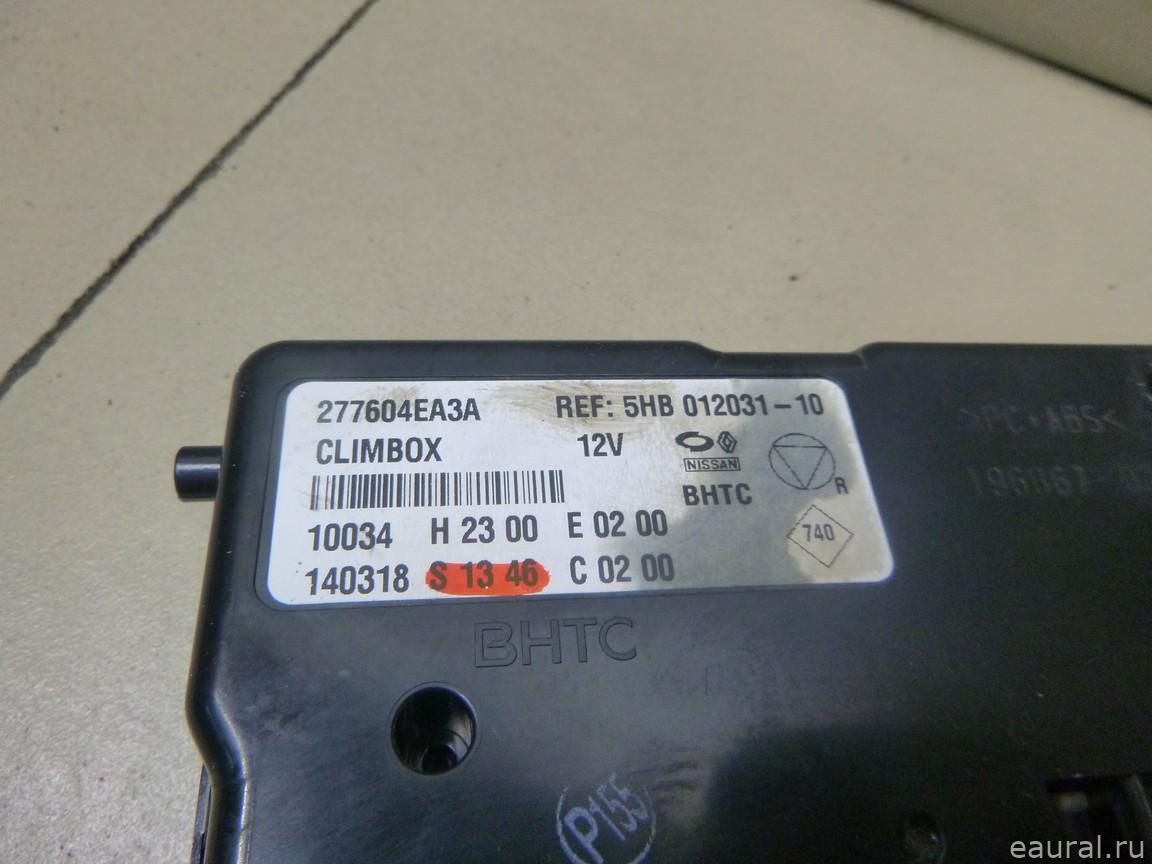 277604EA3A REF: 5HB 012031-10
CLIMBOX 12V
NISSAN
BHTC
R
10034 H 23 00 E 02 00
740
140318 S 13 46 C 02 00
>PC+ABS<
BHTC
P155
eaural.ru